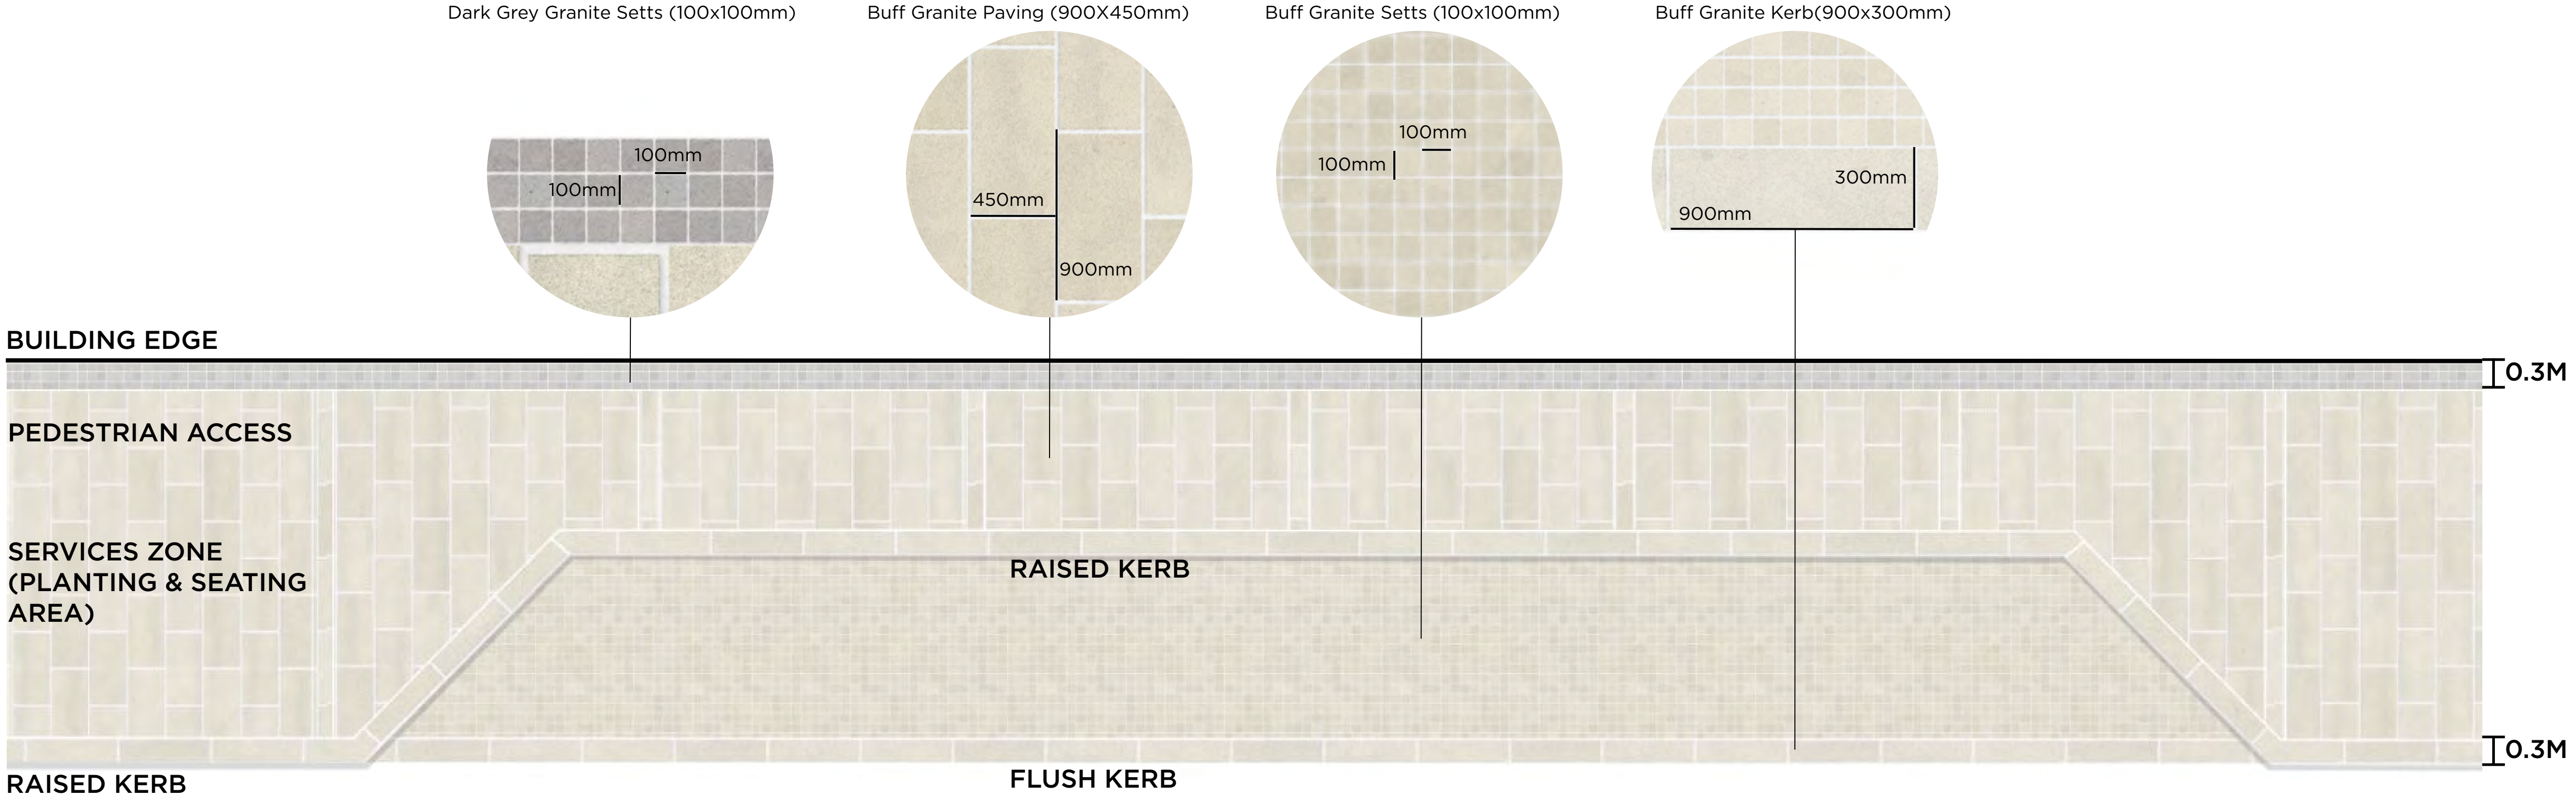 Dark Grey Granite Setts (100x100mm)
Buff Granite Paving (900X450mm)
Buff Granite Setts (100x100mm)
Buff Granite Kerb(900x300mm)
100mm
100mm
450mm
900mm
100mm
100mm
300mm
900mm
BUILDING EDGE
0.3M
PEDESTRIAN ACCESS
SERVICES ZONE
(PLANTING & SEATING
AREA)
RAISED KERB
0.3M
RAISED KERB
FLUSH KERB